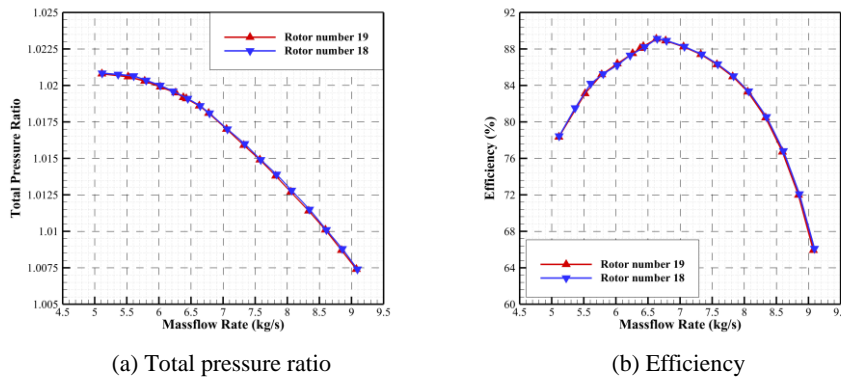 1.025
1.0225
1.02
1.0175
1.015
1.0125
1.01
1.0075
1.005
Total Pressure Ratio
Rotor number 19
Rotor number 18
4.5 5 5.5 6 6.5 7 7.5 8 8.5 9 9.5
Massflow Rate (kg/s)
(a) Total pressure ratio
92
88
84
80
76
72
68
64
60
Efficiency (%)
Rotor number 19
Rotor number 18
4.5 5 5.5 6 6.5 7 7.5 8 8.5 9 9.5
Massflow Rate (kg/s)
(b) Efficiency